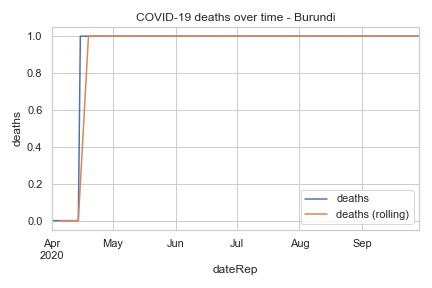 COVID-19 deaths over time - Burundi
1.0
0.8
0.6
0.4
0.2
0.0
deaths
deaths
deaths (rolling)
Apr May Jun Jul Aug Sep
2020
dateRep